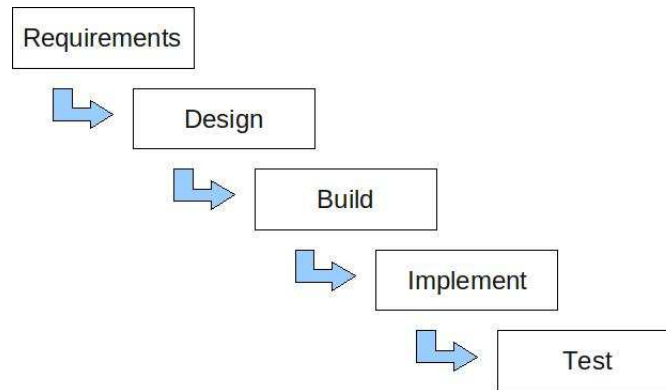 Requirements
Design
Build
Implement
Test